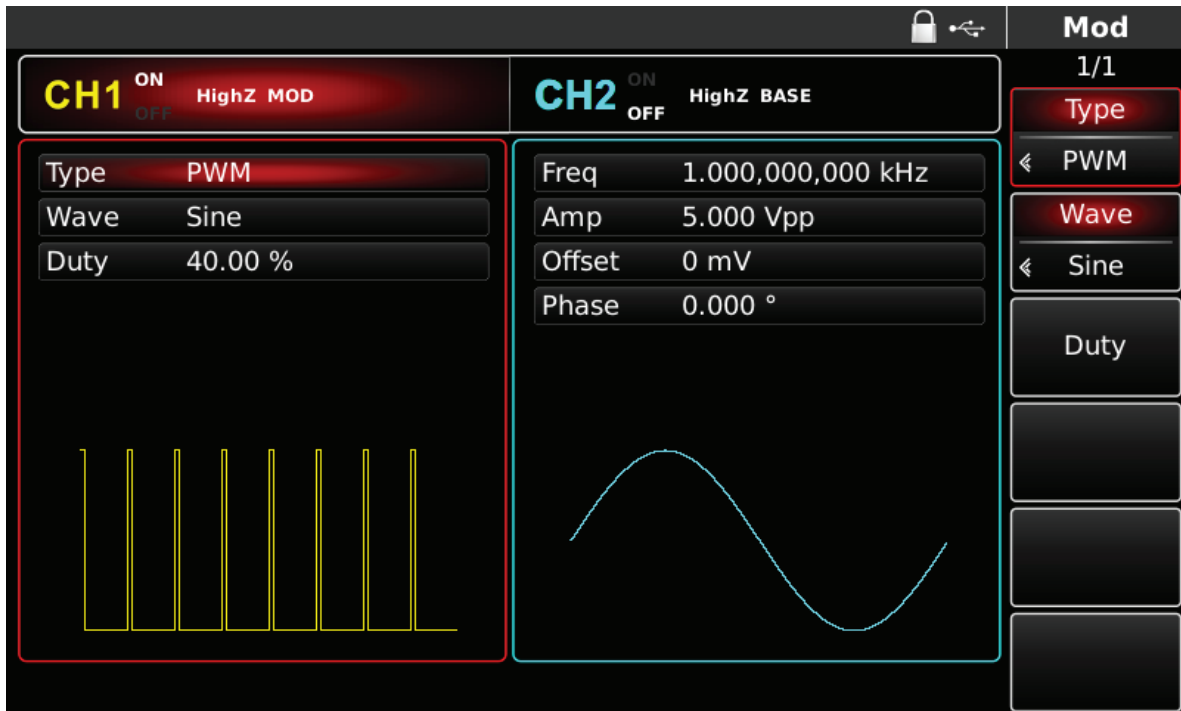 Mod
1/1
CH1 ON OFF HighZ MOD
CH2 ON OFF HighZ BASE
Type PWM
Wave Sine
Duty 40.00 %
Freq 1.000,000,000 kHz
Amp 5.000 Vpp
Offset 0 mV
Phase 0.000 °
Type
PWM
Wave
Sine
Duty